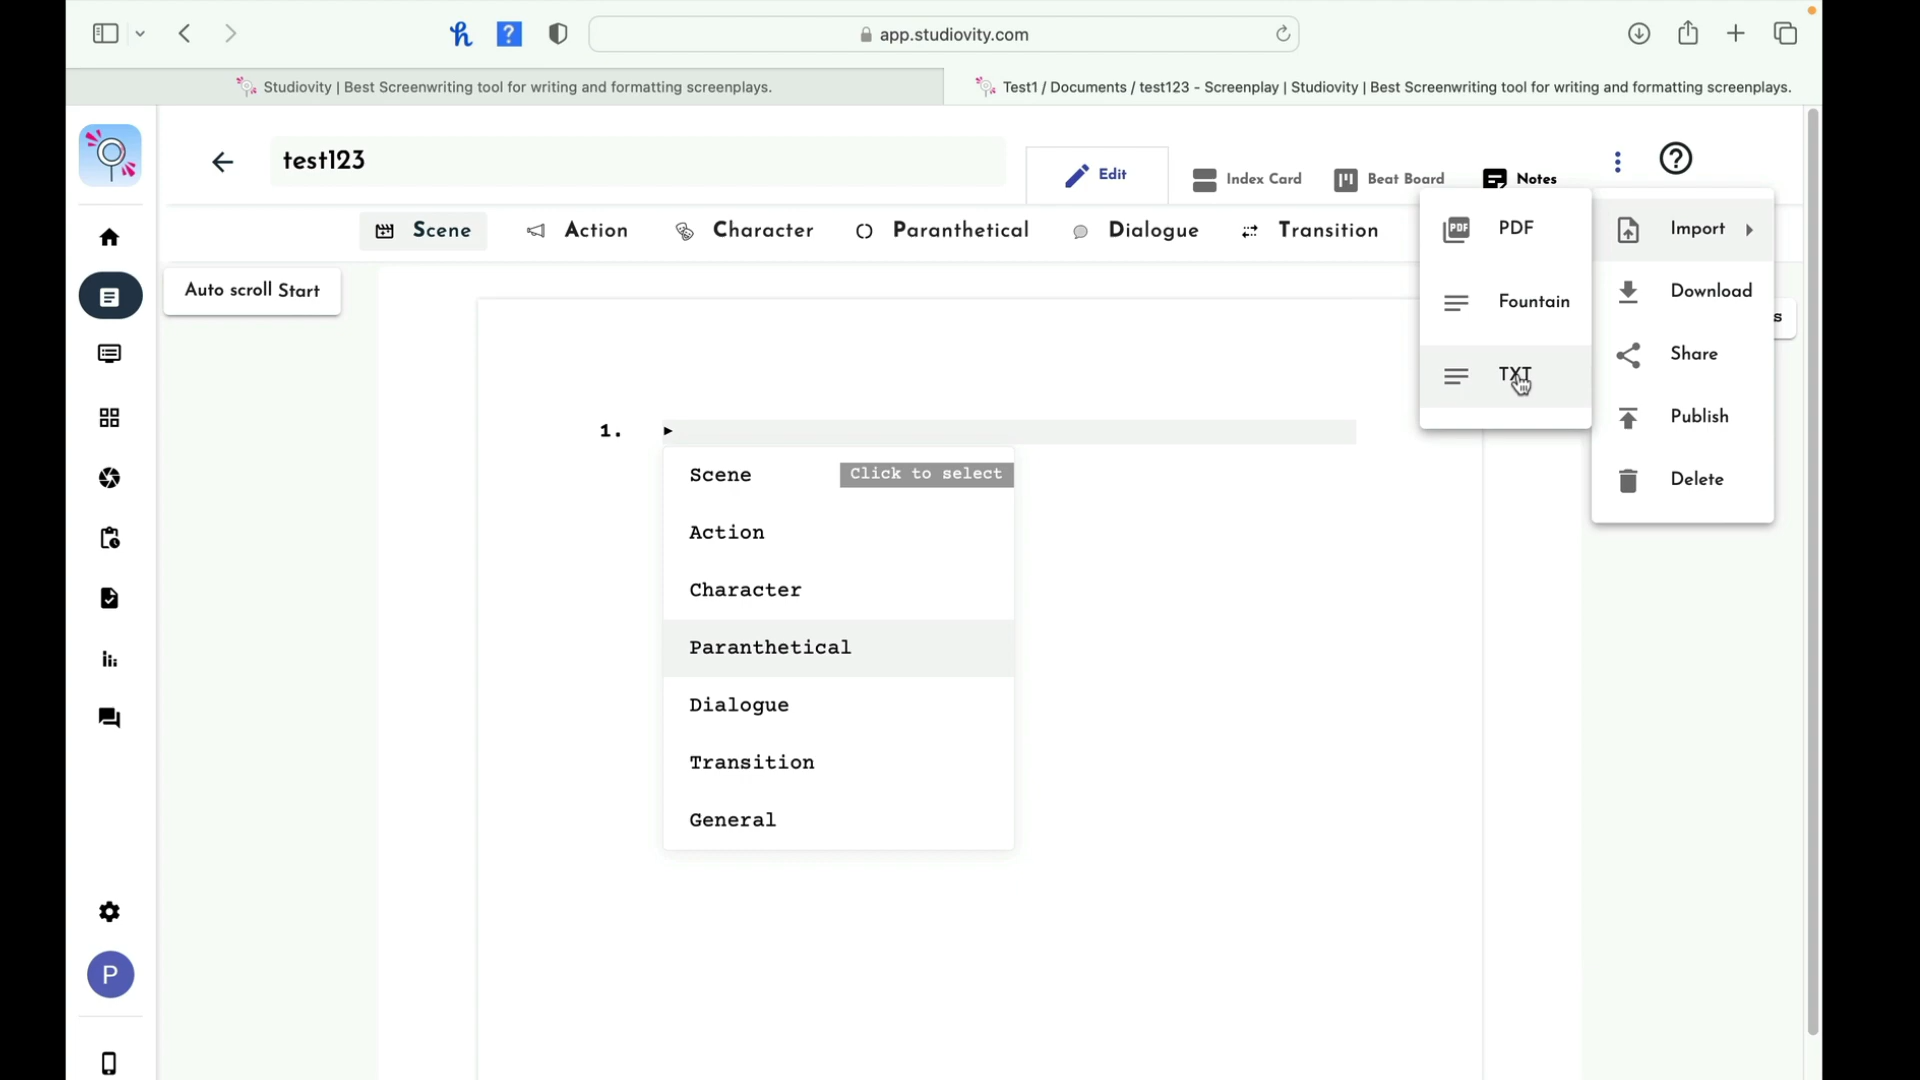 app.studiovity.com
Studiovity | Best Screenwriting tool for writing and formatting screenplays.
Test1 / Documents / test123 - Screenplay | Studiovity | Best Screenwriting tool for writing and formatting screenplays.
test123
Edit
Index Card
Beat Board
Notes
Scene
Action
Character
Paranthetical
Dialogue
Transition
PDF
Fountain
TXT
Import
Download
Share
Publish
Delete
Auto scroll Start
s
1.
Scene
Click to select
Action
Character
Paranthetical
Dialogue
Transition
General
P